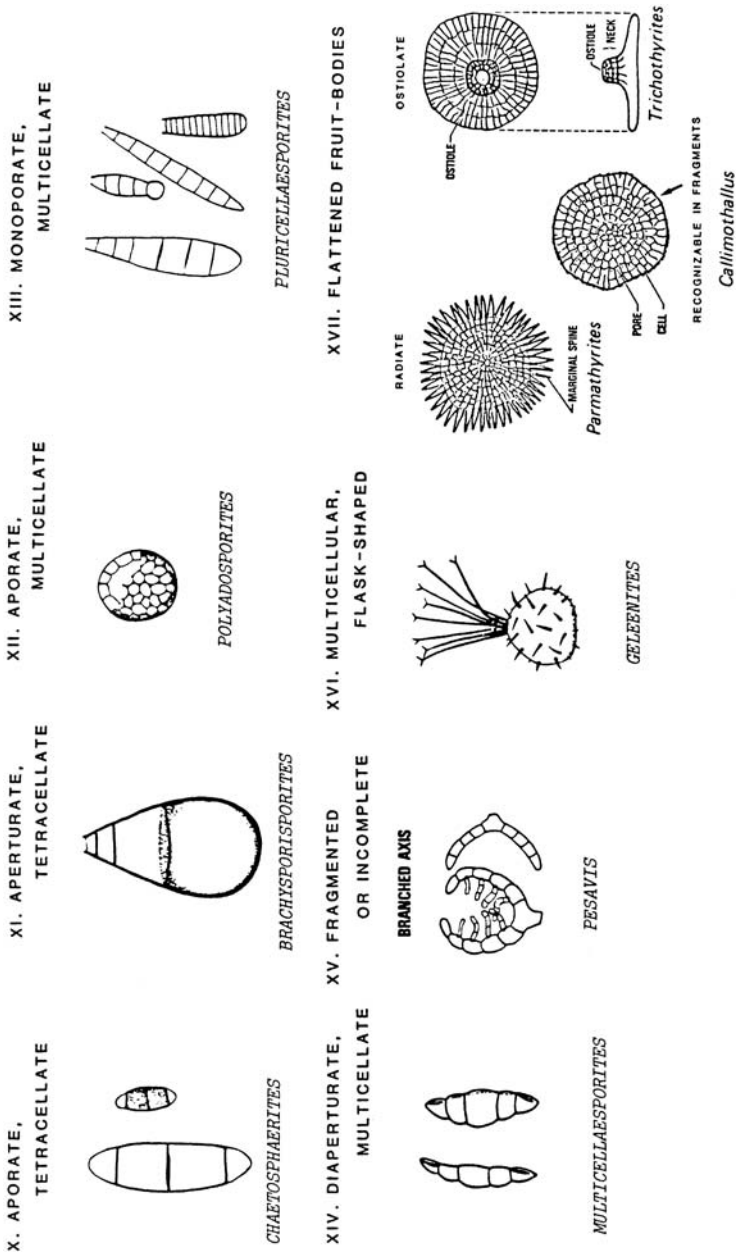 X. APORATE,
TETRACELLATE
CHAETOSPHAERITES
XI. APERTURATE,
TETRACELLATE
BRACHYSPORISPORITES
XII. APORATE,
MULTICELLATE
POLYADOSPORITES
XIII. MONOPORATE,
MULTICELLATE
PLURICELLAESPORITES
XIV. DIAPERTURATE,
MULTICELLATE
MULTICELLAESPORITES
XV. FRAGMENTED
OR INCOMPLETE
BRANCHED AXIS
PESAVIS
XVI. MULTICELLULAR,
FLASK-SHAPED
GELEENITES
XVII. FLATTENED FRUIT-BODIES
RADIATE
MARGINAL SPINE
Parmathyrites
PORE
CELL
RECOGNIZABLE IN FRAGMENTS
Callimothallus
OSTIOLATE
OSTIOLE
OSTIOLE
NECK
Trichothyrites